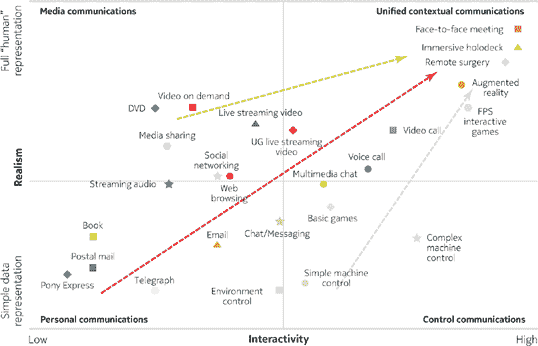 Media communications
Unified contextual communications
Full “human”
representation
Face-to-face meeting
Immersive holodeck
Remote surgery
Augmented
reality
Video on demand
DVD
FPS
interactive
games
Live streaming video
Media sharing
UG live streaming
video
Video call
Realism
Social
networking
Voice call
Streaming audio
Multimedia chat
Web
browsing
Book
Basic games
Email
Chat/Messaging
Complex
machine
control
Postal mail
Simple data
representation
Pony Express
Telegraph
Environment
control
Simple machine
control
Personal communications
Control communications
Low
Interactivity
High